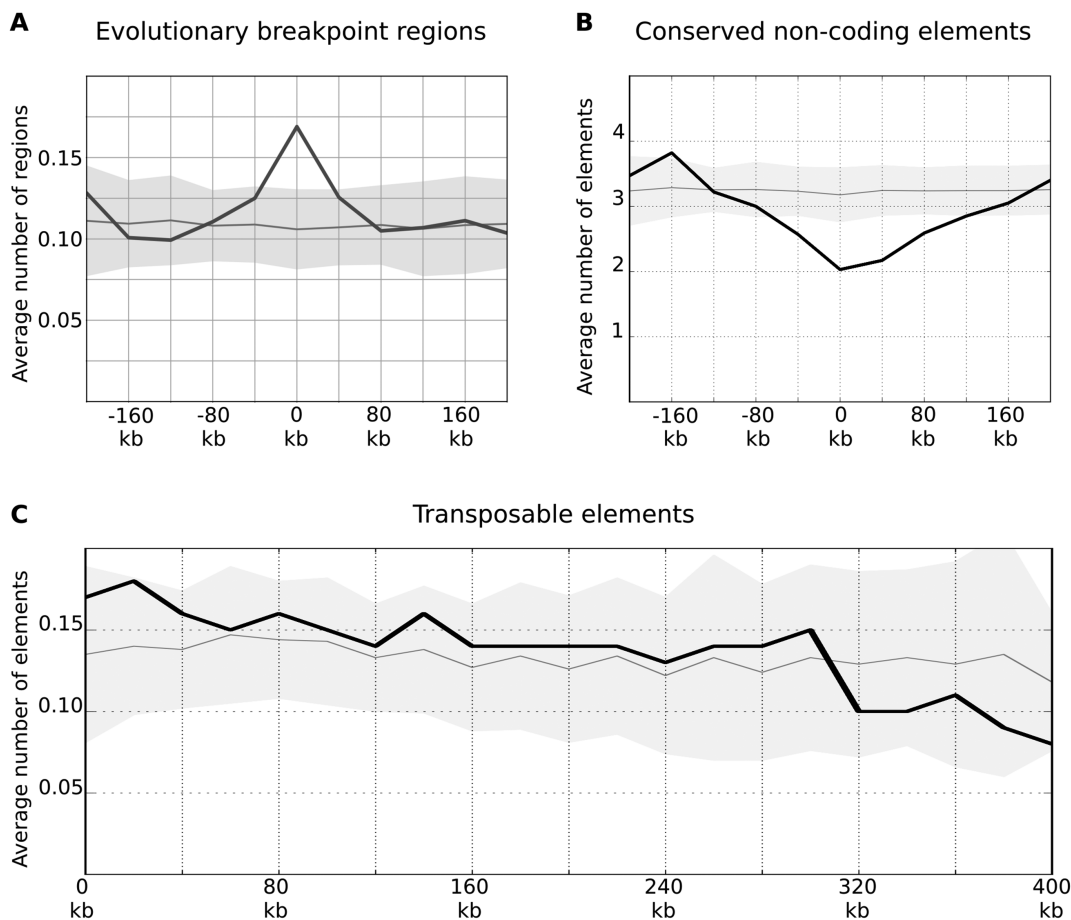 A
Evolutionary breakpoint regions
Average number of regions
0.15
0.10
0.05
-160 -80 0 80 160
kb kb kb kb kb
B
Conserved non-coding elements
Average number of elements
4
3
2
1
-160 -80 0 80 160
kb kb kb kb kb
C
Transposable elements
Average number of elements
0.15
0.10
0.05
0 80 160 240 320 400
kb kb kb kb kb kb